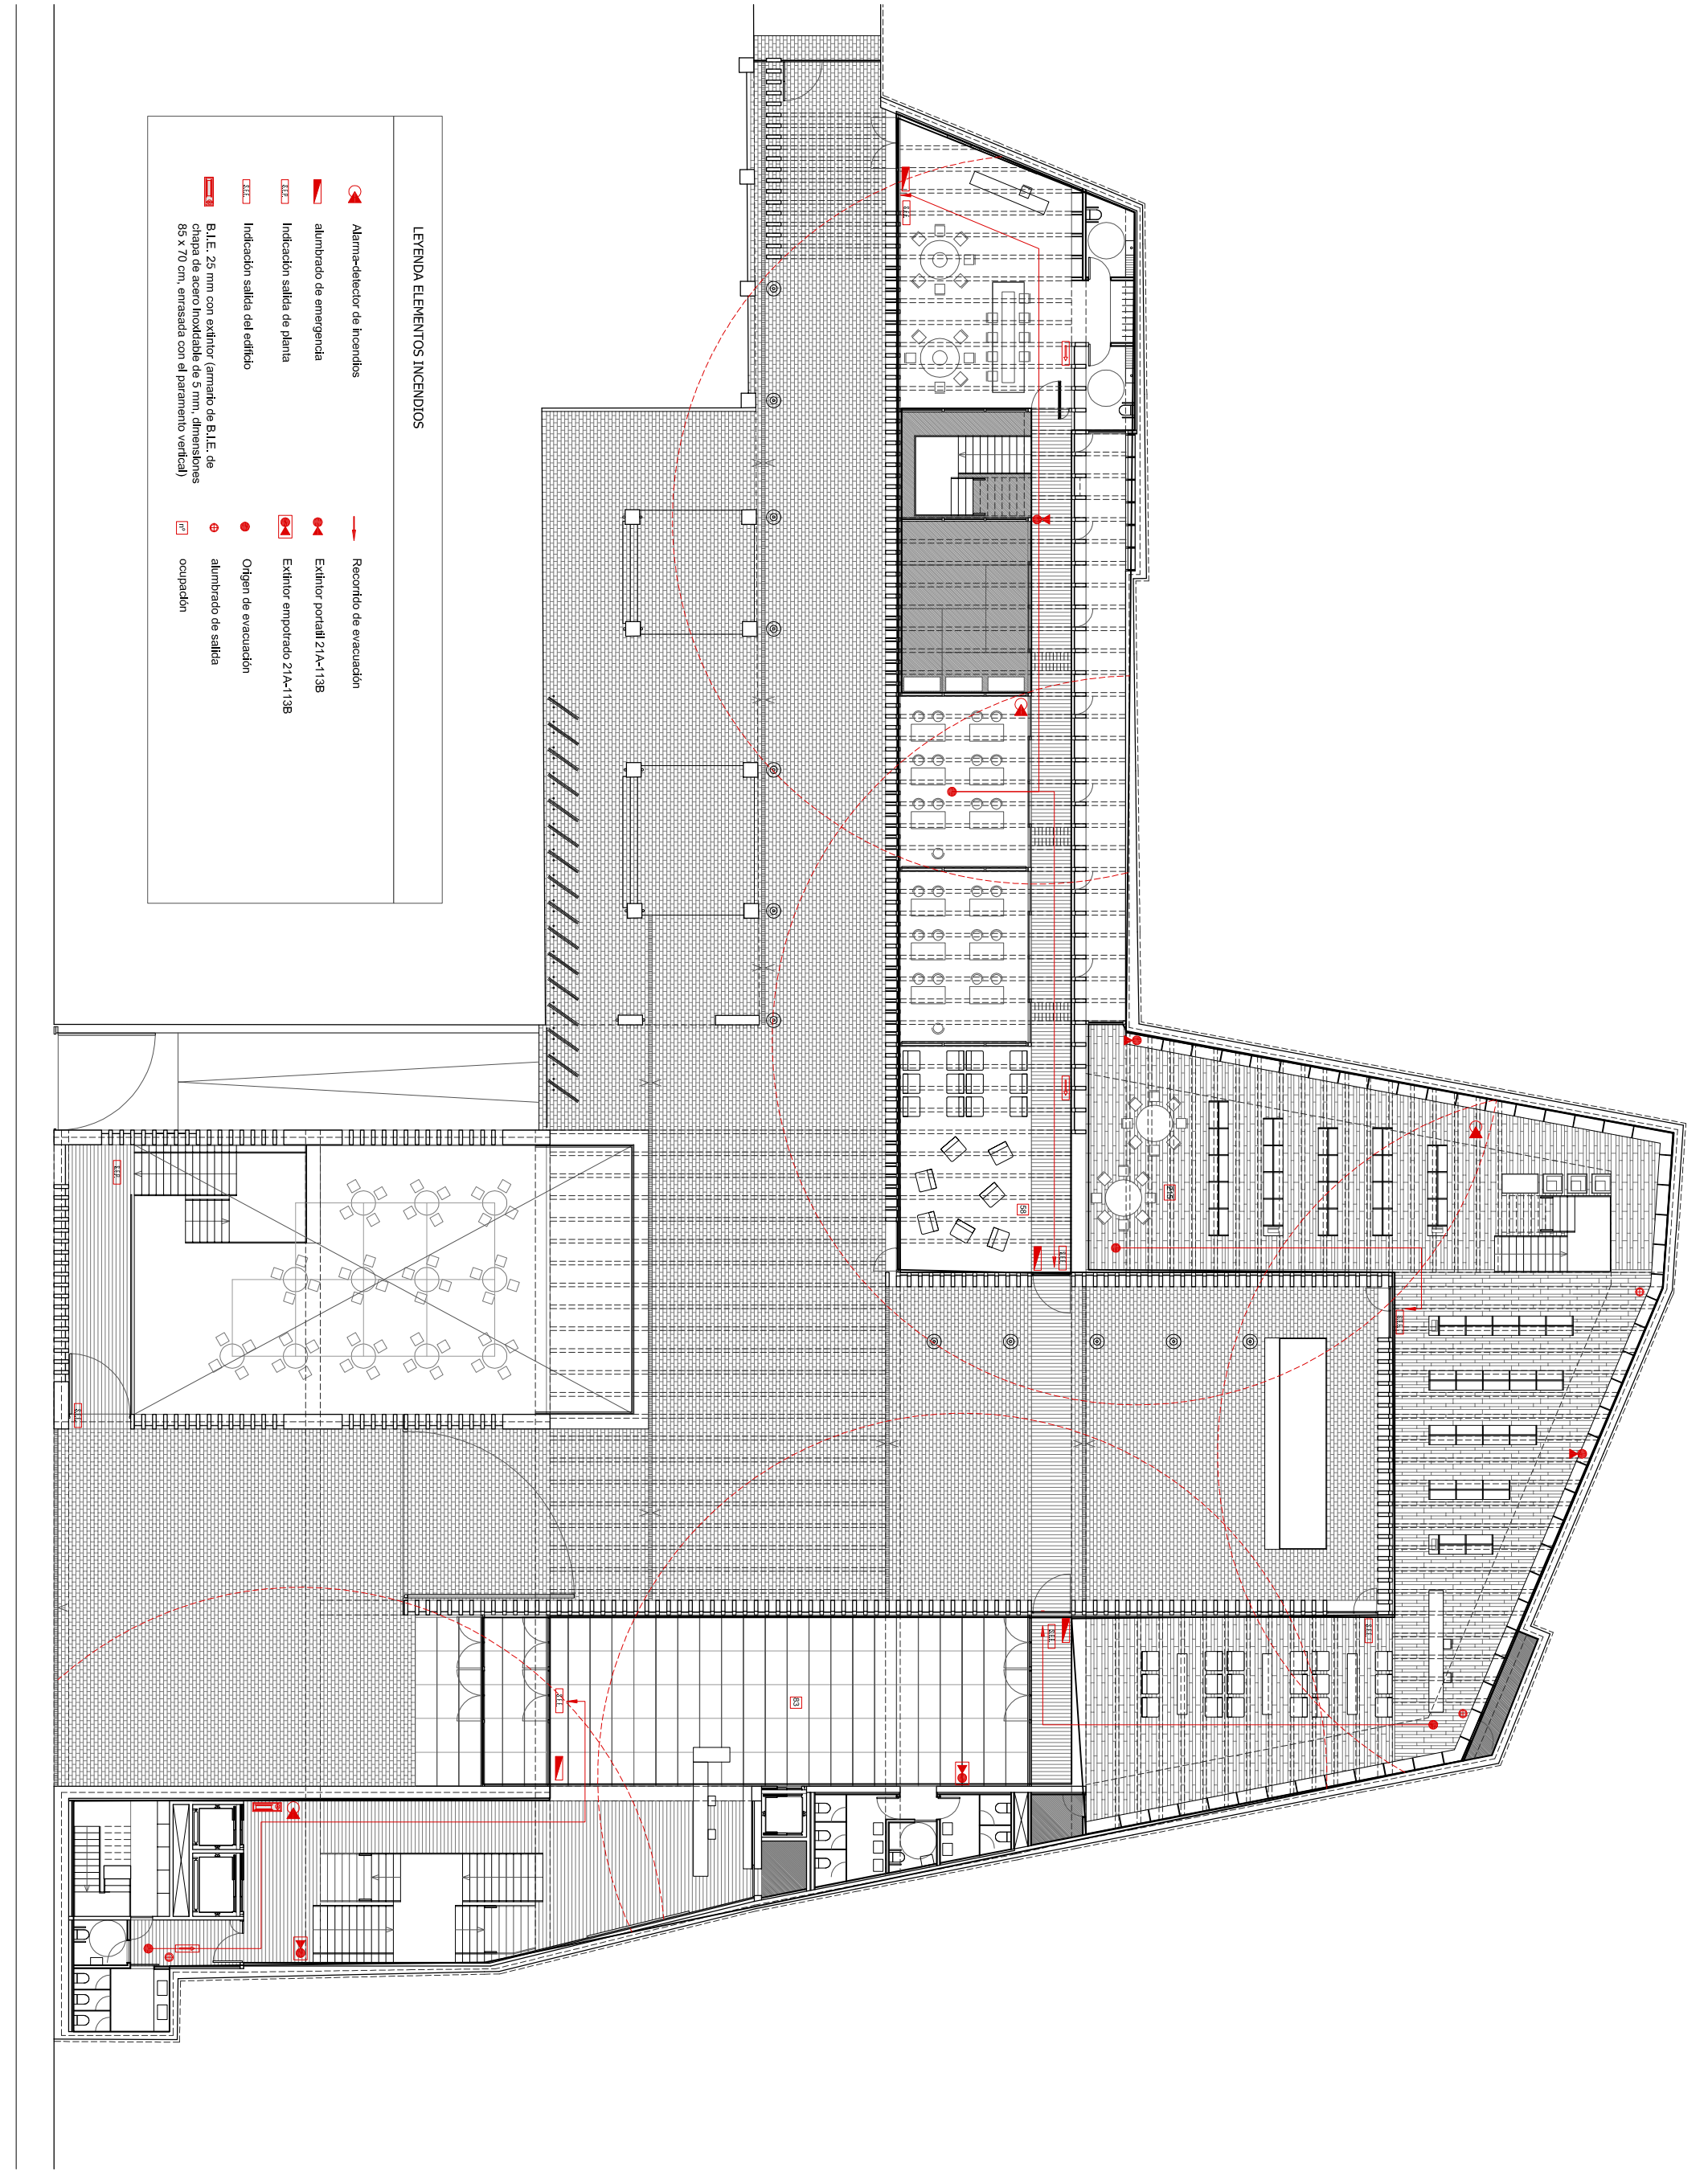 LEYENDA ELEMENTOS INCENDIOS
Alarma-detector de incendios
alumbrado de emergencia
Indicación salida de planta
Indicación salida del edificio
B.I.E. 25 mm con extintor (armario de B.I.E. de
chapa de acero inoxidable de 5 mm, dimensiones
85 x 70 cm, enrasada con el paramento vertical)
Recorrido de evacuación
Extintor portatil 21A-113B
Extintor empotrado 21A-113B
Origen de evacuación
alumbrado de salida
nº
ocupación
58
83